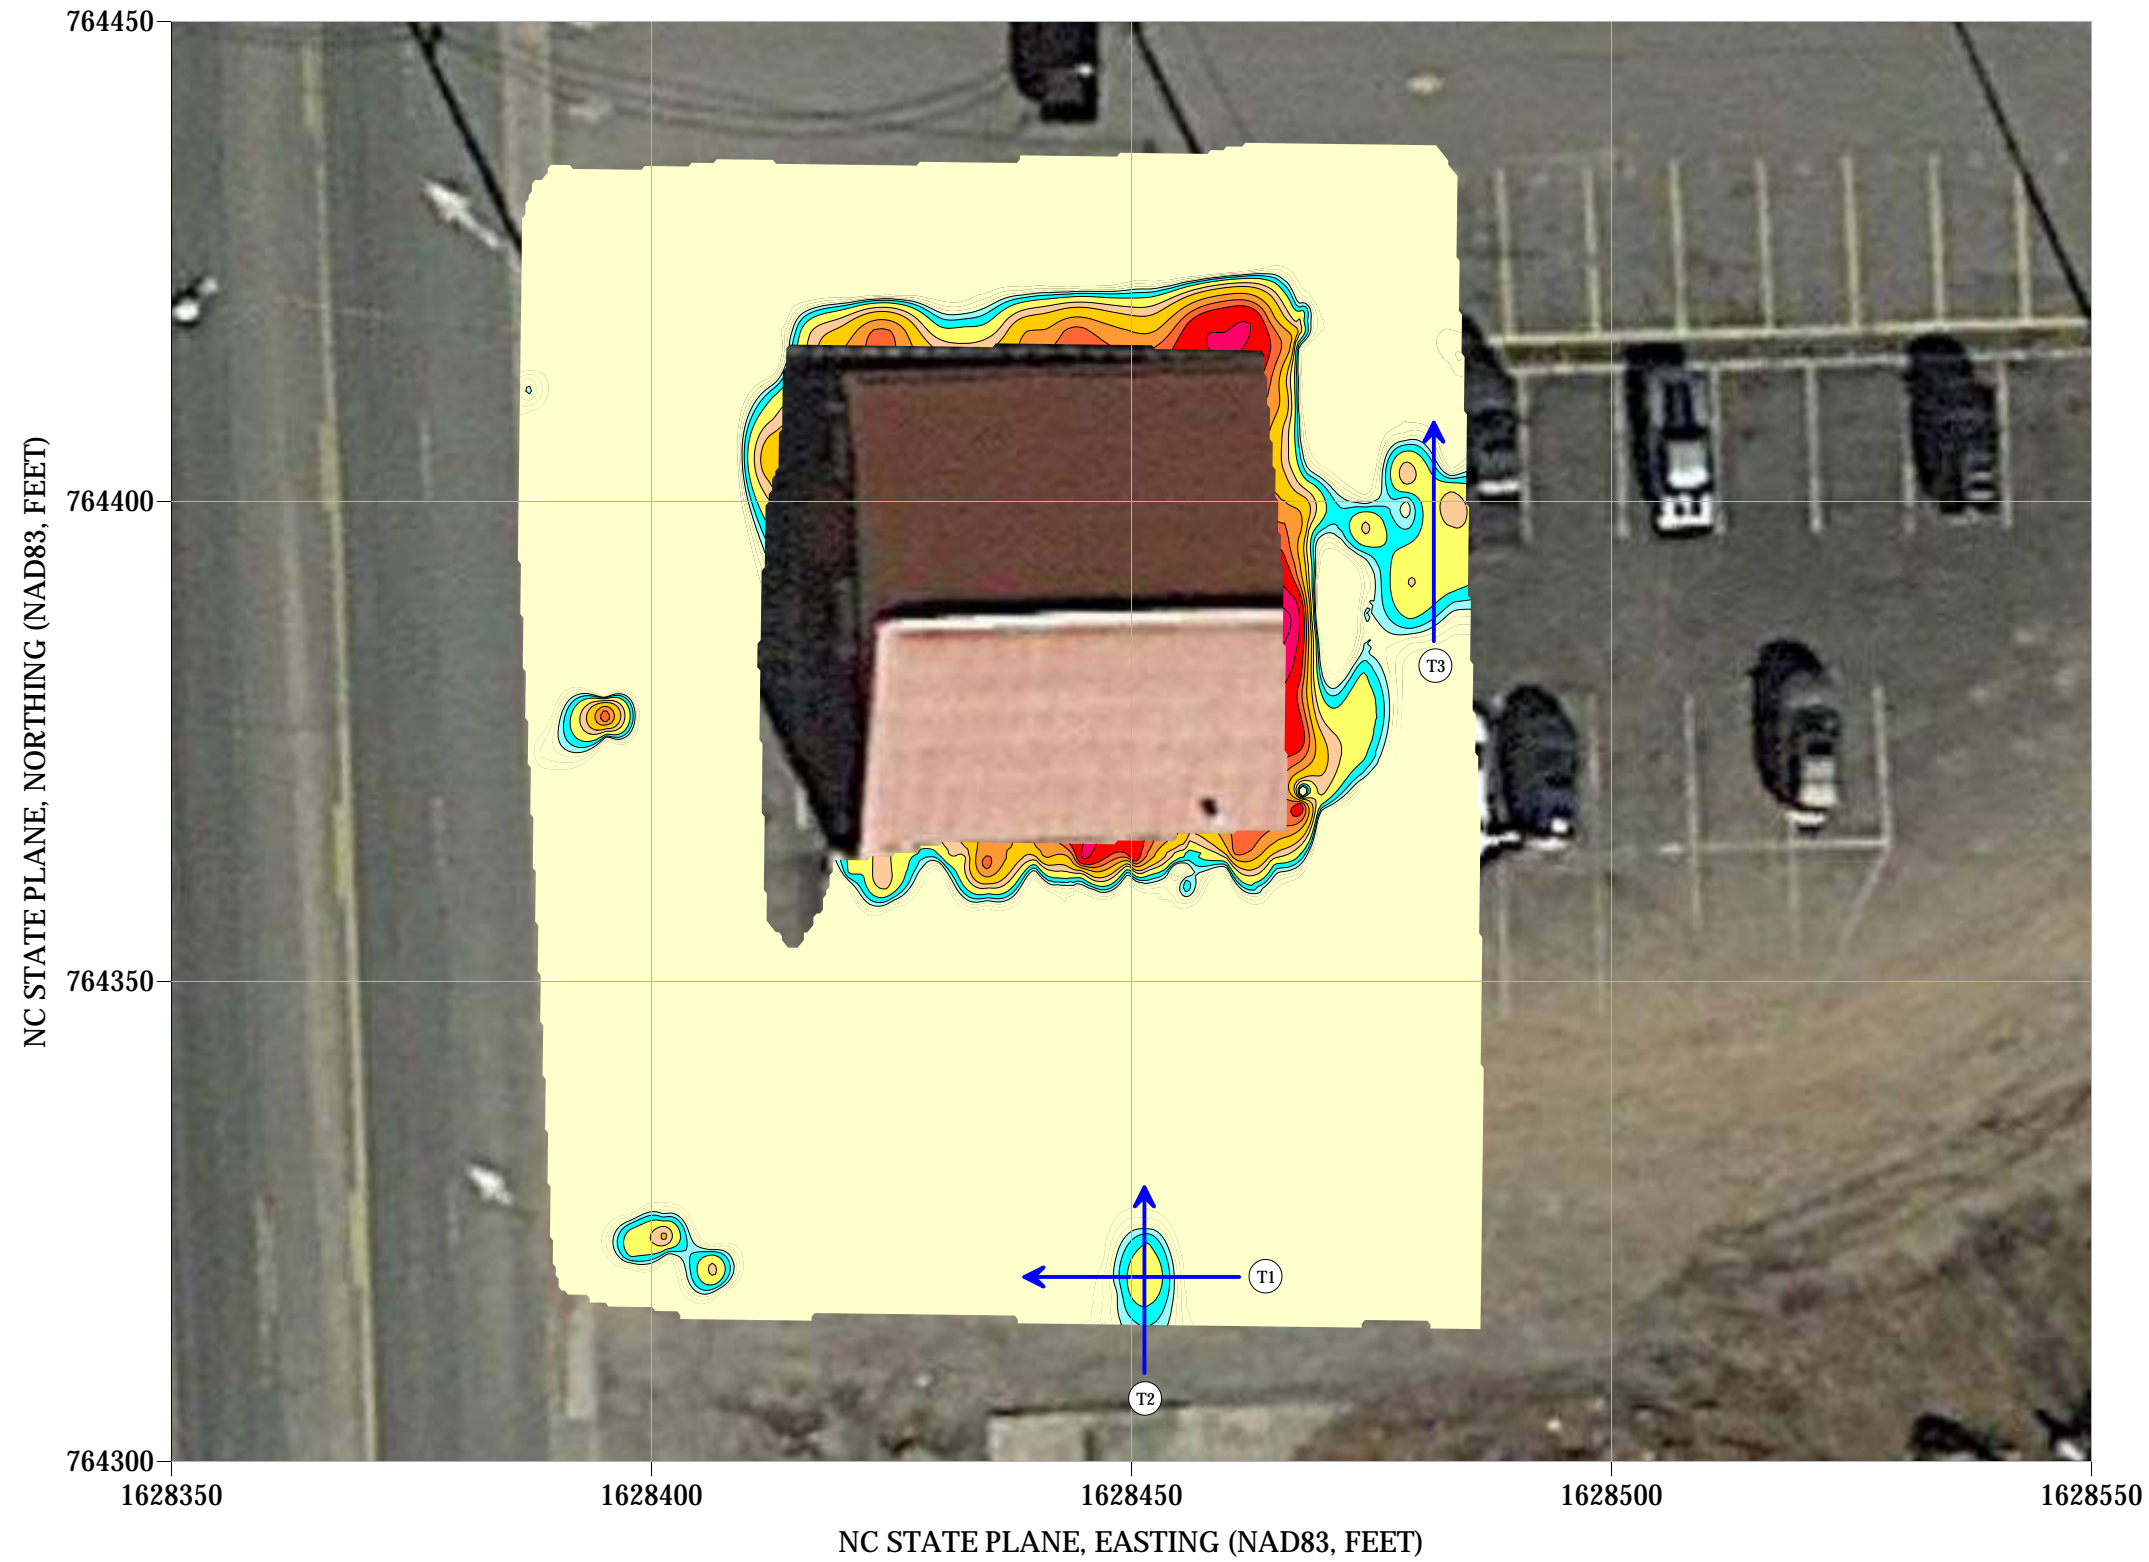 764450
764400
764350
764300
NC STATE PLANE, NORTHING (NAD83, FEET)
T3
T1
T2
1628350 1628400 1628450 1628500 1628550
NC STATE PLANE, EASTING (NAD83, FEET)